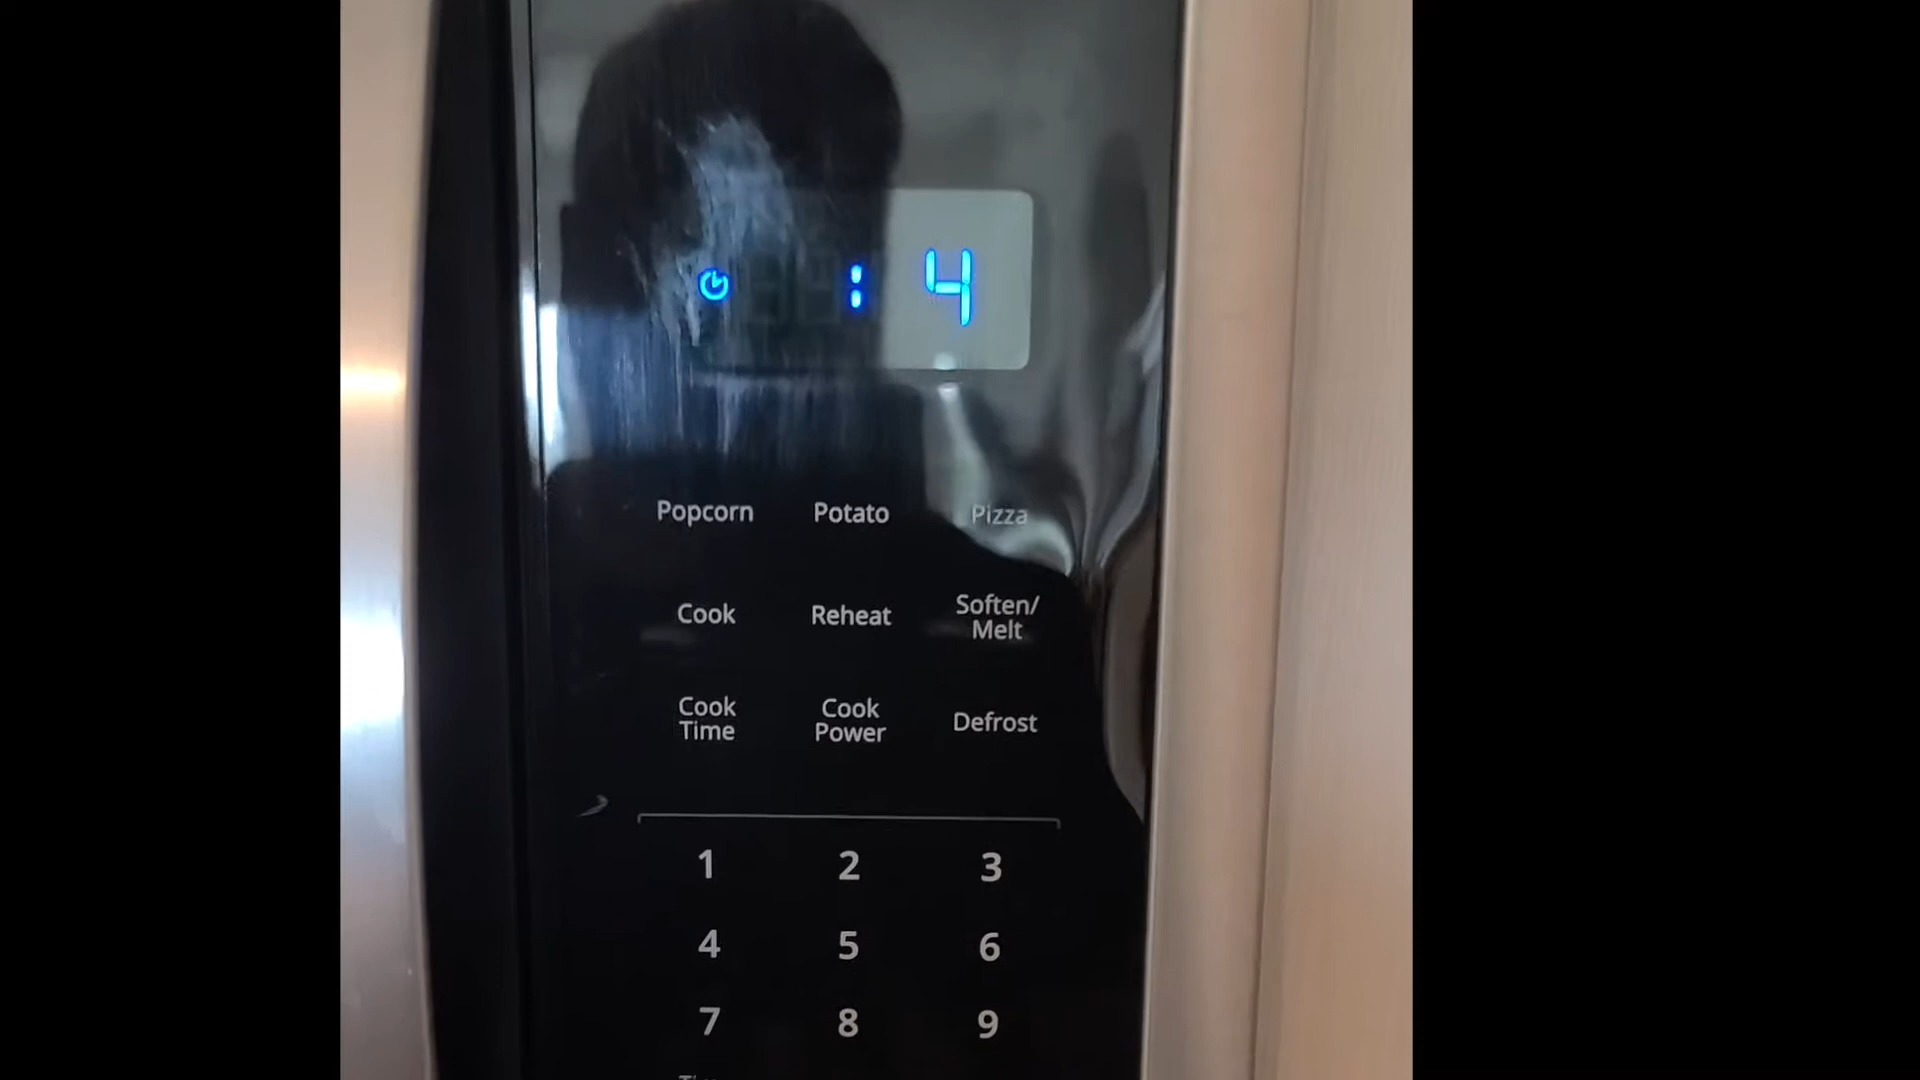 :4
Popcorn Potato Pizza
Cook Reheat Soften/
Melt
Cook
Time Cook
Power Defrost
1 2 3
4 5 6
7 8 9